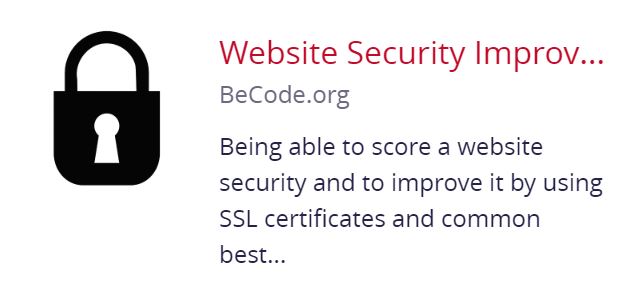 Website Security Improv...
BeCode.org
Being able to score a website
security and to improve it by using
SSL certificates and common
best...